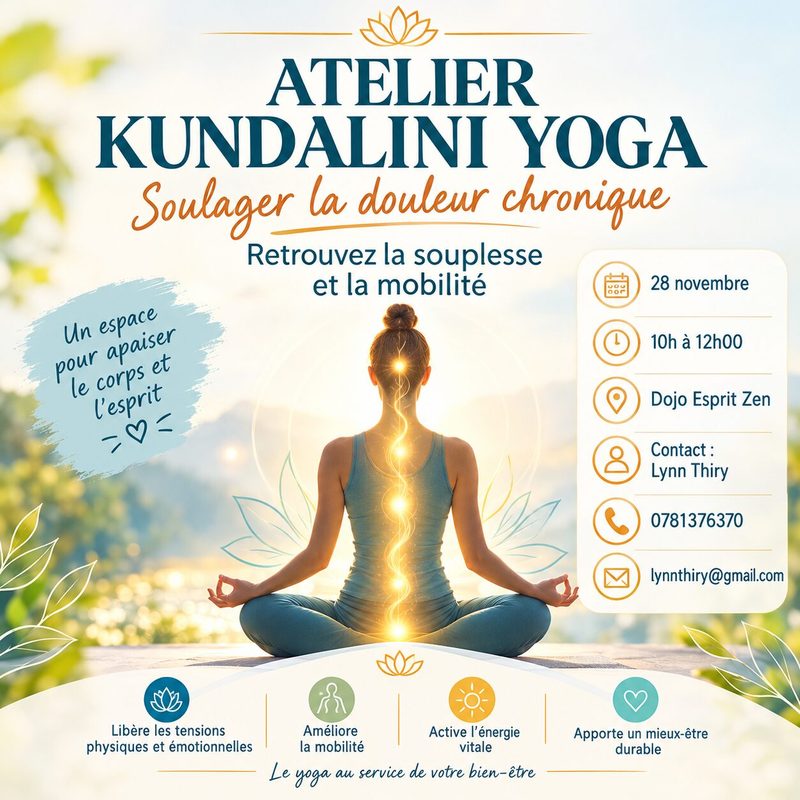 ATELIER
KUNDALINI YOGA
Soulager la douleur chronique
Retrouvez la souplesse
et la mobilité
Un espace
pour apaiser
le corps et
l'esprit
28 novembre
10h à 12h00
Dojo Esprit Zen
Contact :
Lynn Thiry
0781376370
lynnthiry@gmail.com
Libère les tensions
physiques et émotionnelles
Améliore
la mobilité
Active l'énergie
vitale
Apporte un mieux-être
durable
Le yoga au service de votre bien-être